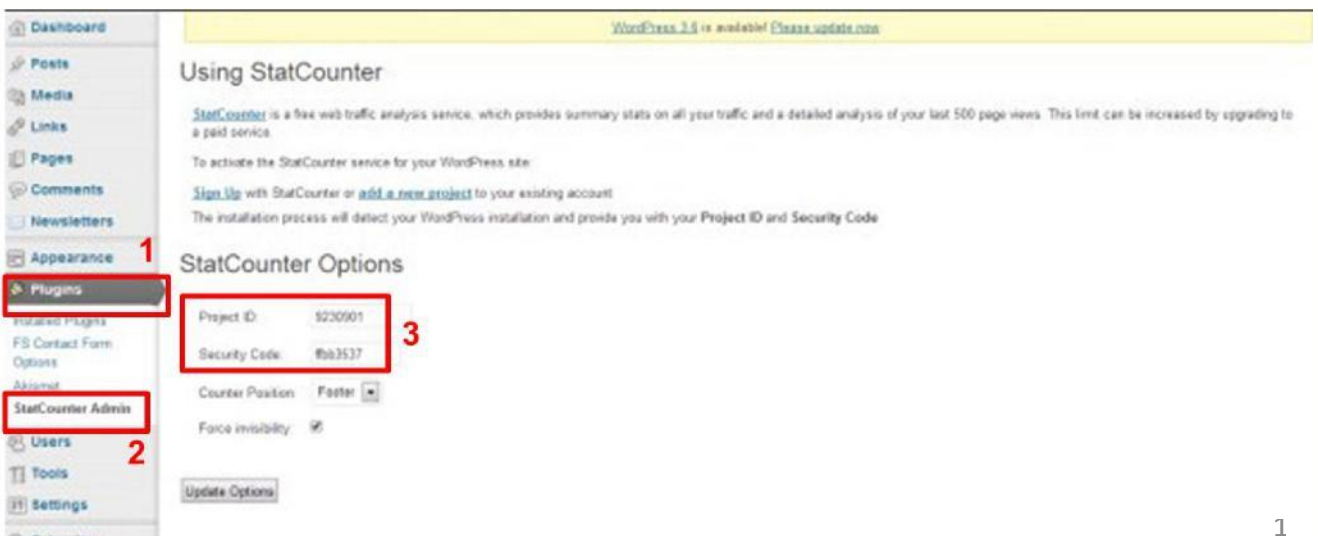 Dashboard
Posts
Media
Links
Pages
Comments
Newsletters
1
Appearance
Plugins
Installed Plugins
FS Contact Form
Options
Akismet
StatCounter Admin
2
Users
Tools
Settings
WordPress 3.6 is available! Please update now
Using StatCounter
StatCounter is a free web traffic analysis service, which provides summary stats on all your traffic and a detailed analysis of your last 500 page views. This limit can be increased by upgrading to
a paid service.
To activate the StatCounter service for your WordPress site:
Sign Up with StatCounter or add a new project to your existing account
The installation process will detect your WordPress installation and provide you with your Project ID and Security Code
StatCounter Options
Project ID: 9230901
Security Code: ffbb3537
3
Counter Position Footer
Force invisibility
Update Options
1